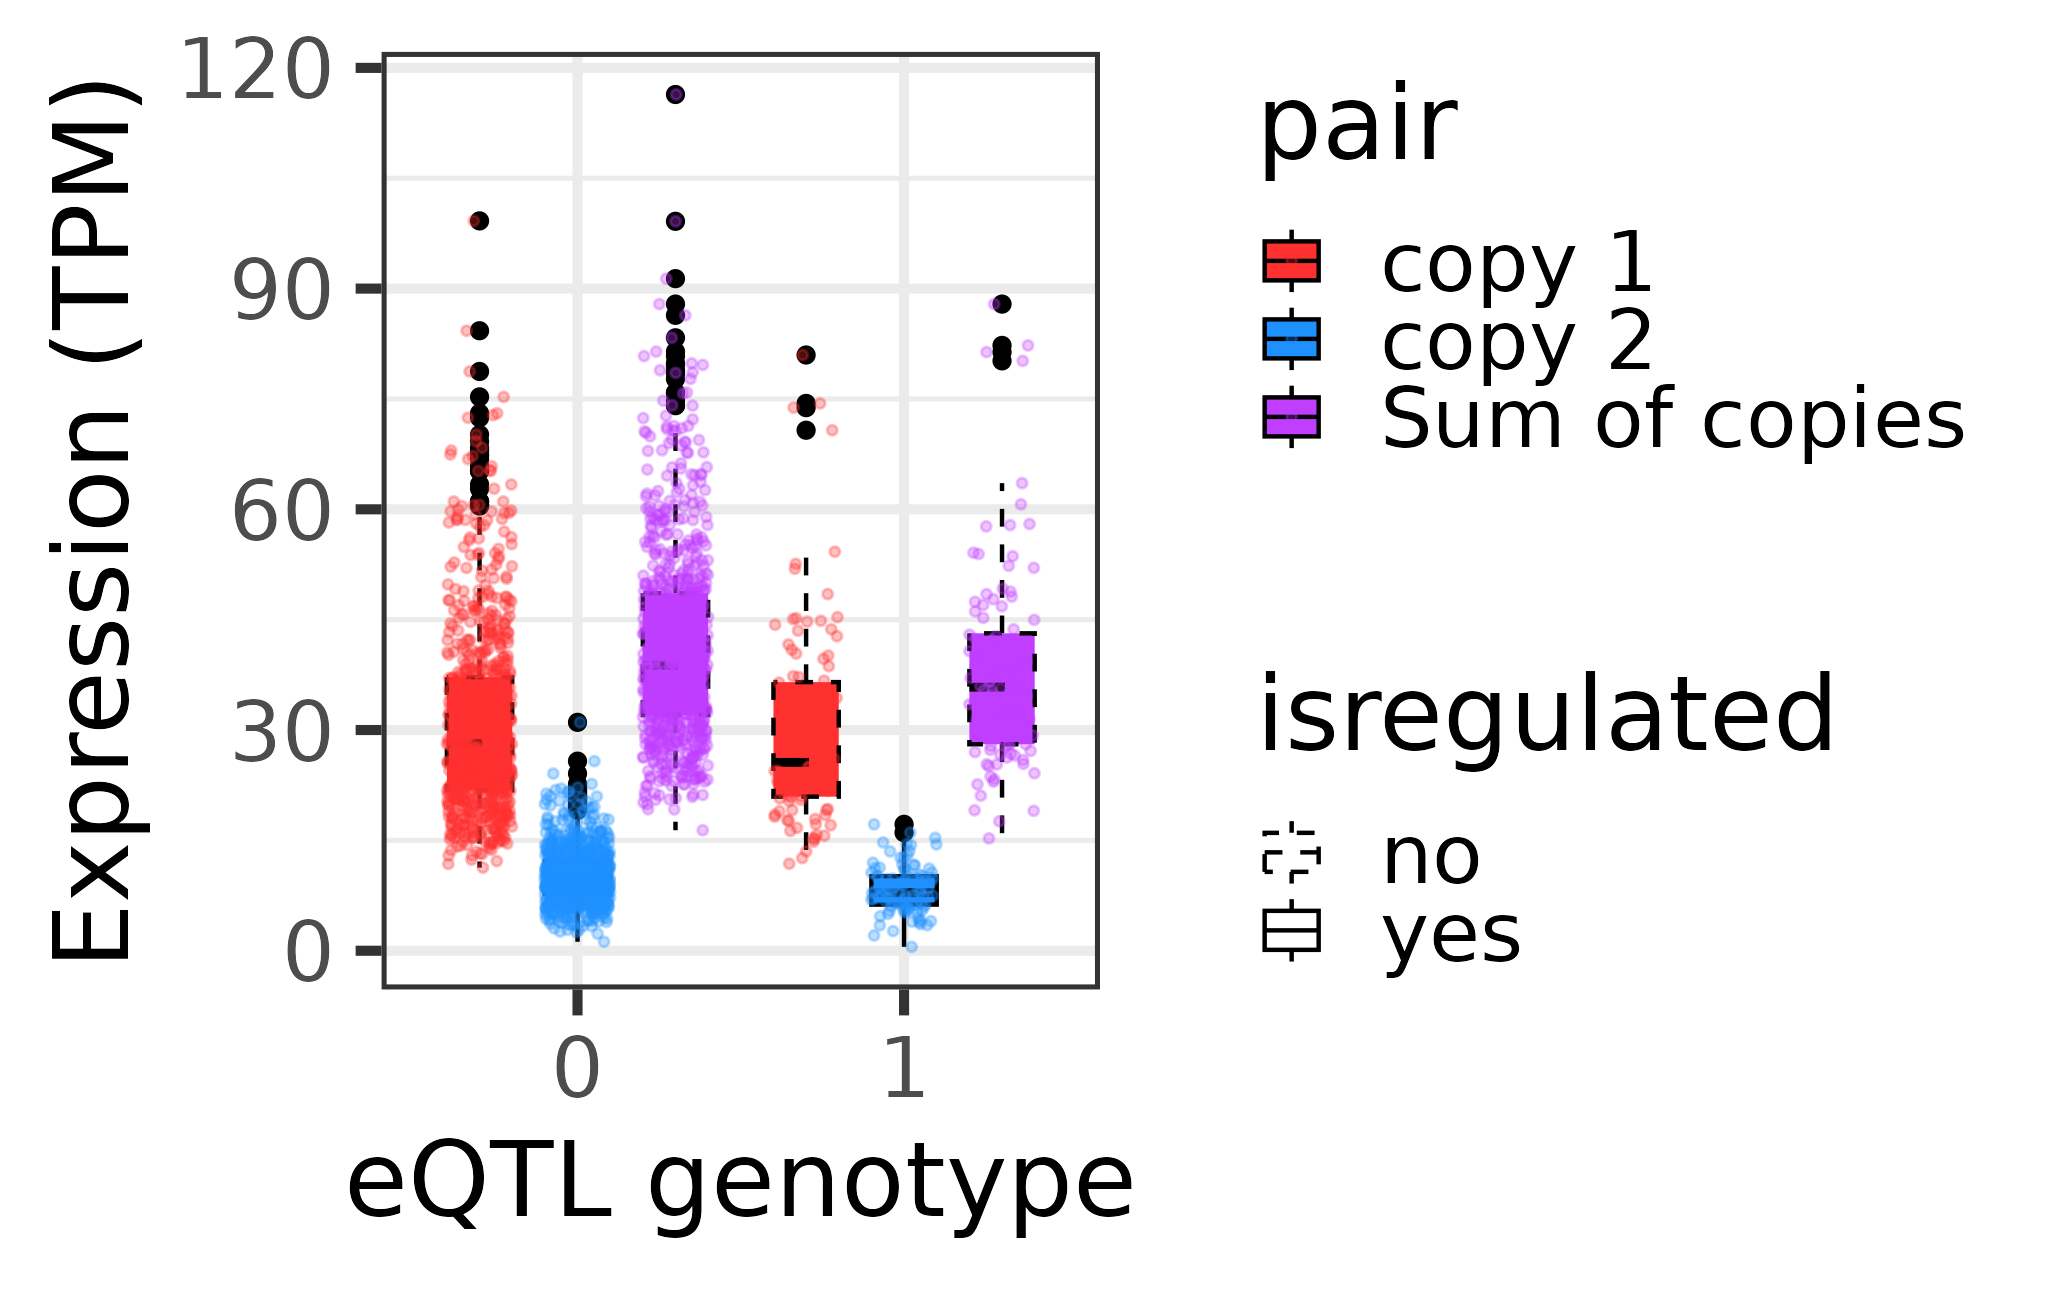 Expression (TPM)
120
90
60
30
0
0 1
eQTL genotype
pair
copy 1
copy 2
Sum of copies
isregulated
no
yes